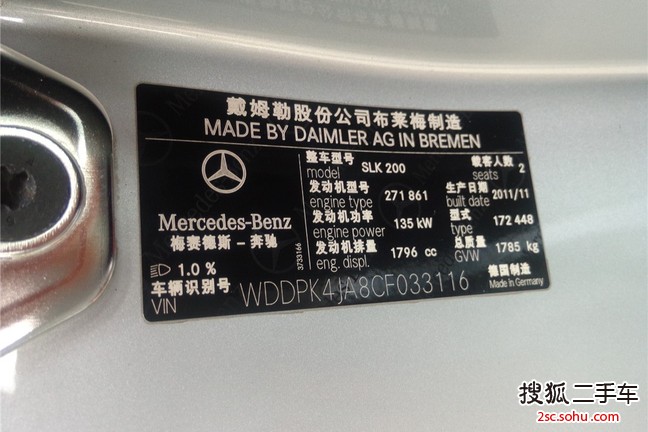 戴姆勒股份公司布莱梅制造
MADE BY DAIMLER AG IN BREMEN
整车型号 model SLK 200 载客人数 seats 2
发动机型号 engine type 271 861 生产日期 built date 2011/11
发动机功率 engine power 135 kW 型式 type 172 448
发动机排量 eng. displ. 1796 cc 总质量 GVW 1785 kg
Mercedes-Benz
梅赛德斯-奔驰
3733166
1.0 %
德国制造
Made in Germany
车辆识别号
VIN WDDPK4JA8CF033116
搜狐二手车
2sc.sohu.com